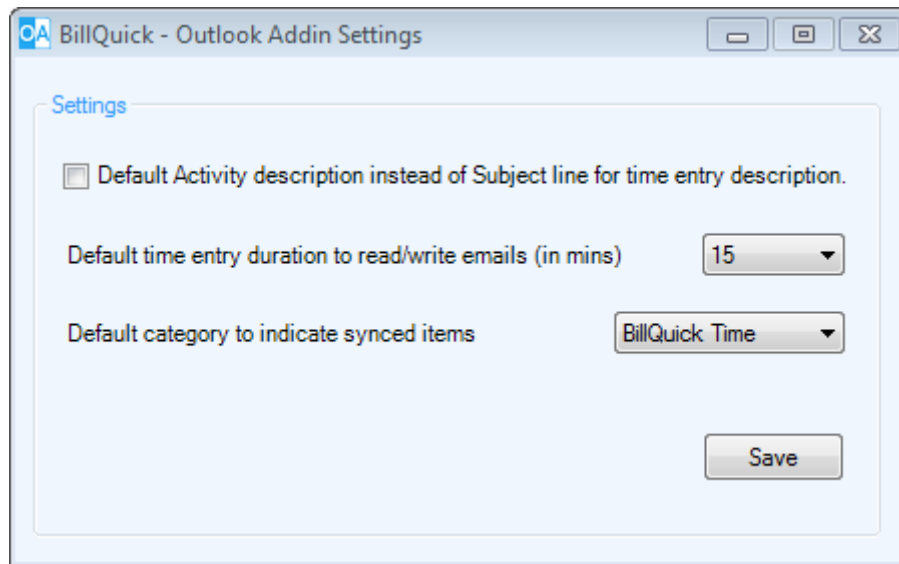 OA BillQuick - Outlook Addin Settings
Settings
Default Activity description instead of Subject line for time entry description.
Default time entry duration to read/write emails (in mins) 15
Default category to indicate synced items BillQuick Time
Save